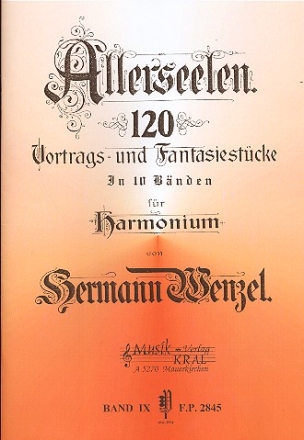 Allerseelen.
120
Vortrags- und Fantasiestücke
In 10 Bänden
für
Harmonium
von
Hermann Wenzel.
Musik-Verlag
KRAL
A 5270 Mauerkirchen
BAND IX F.P. 2845